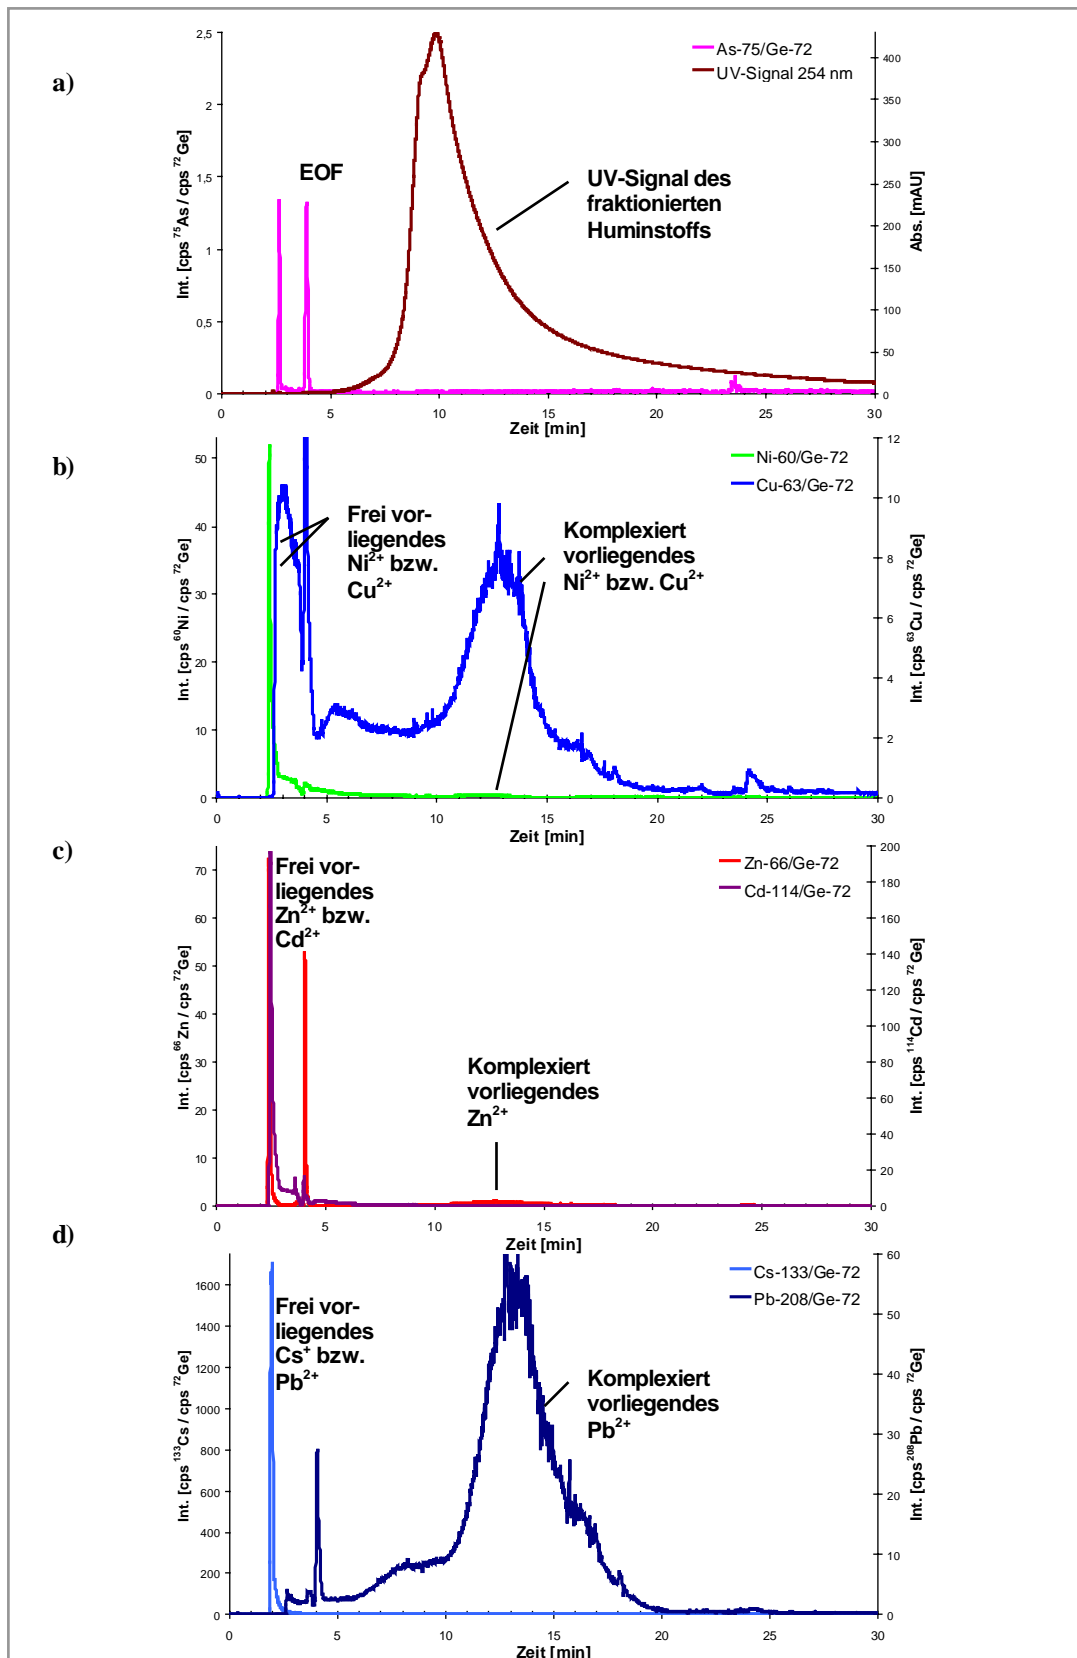 a)
2,5
2
1,5
1
0,5
0
Int. [cps ⁷⁵As / cps ⁷²Ge]
EOF
As-75/Ge-72
UV-Signal 254 nm
UV-Signal des
fraktionierten
Huminstoffs
400
350
300
250
200
150
100
50
0
Abs. [mAU]
0 5 10 15 20 25 30
Zeit [min]
b)
50
40
30
20
10
0
Int. [cps ⁶⁰Ni / cps ⁷²Ge]
Frei vor-
liegendes
Ni²⁺ bzw.
Cu²⁺
Komplexiert
vorliegendes
Ni²⁺ bzw. Cu²⁺
Ni-60/Ge-72
Cu-63/Ge-72
12
10
8
6
4
2
0
Int. [cps ⁶³Cu / cps ⁷²Ge]
0 5 10 15 20 25 30
Zeit [min]
c)
70
60
50
40
30
20
10
0
Int. [cps ⁶⁶Zn / cps ⁷²Ge]
Frei vor-
liegendes
Zn²⁺ bzw.
Cd²⁺
Komplexiert
vorliegendes
Zn²⁺
Zn-66/Ge-72
Cd-114/Ge-72
200
180
160
140
120
100
80
60
40
20
0
Int. [cps ¹¹⁴Cd / cps ⁷²Ge]
0 5 10 15 20 25 30
Zeit [min]
d)
1600
1400
1200
1000
800
600
400
200
0
Int. [cps ¹³³Cs / cps ⁷²Ge]
Frei vor-
liegendes
Cs⁺ bzw.
Pb²⁺
Komplexiert
vorliegendes
Pb²⁺
Cs-133/Ge-72
Pb-208/Ge-72
60
50
40
30
20
10
0
Int. [cps²⁰⁸Pb / cps ⁷²Ge]
0 5 10 15 20 25 30
Zeit [min]